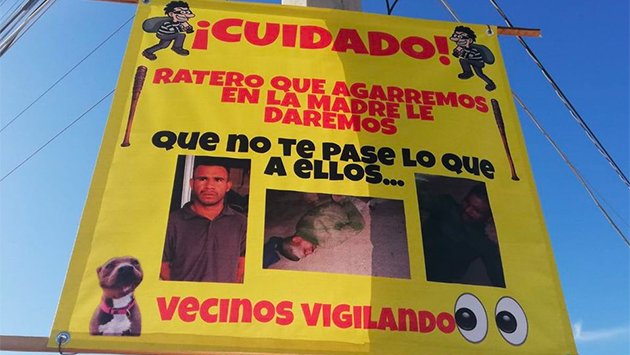 ¡CUIDADO!
RATERO QUE AGARREMOS
EN LA MADRE LE
DAREMOS
QUE NO TE PASE LO QUE
A ELLOS...
VECINOS VIGILANDO